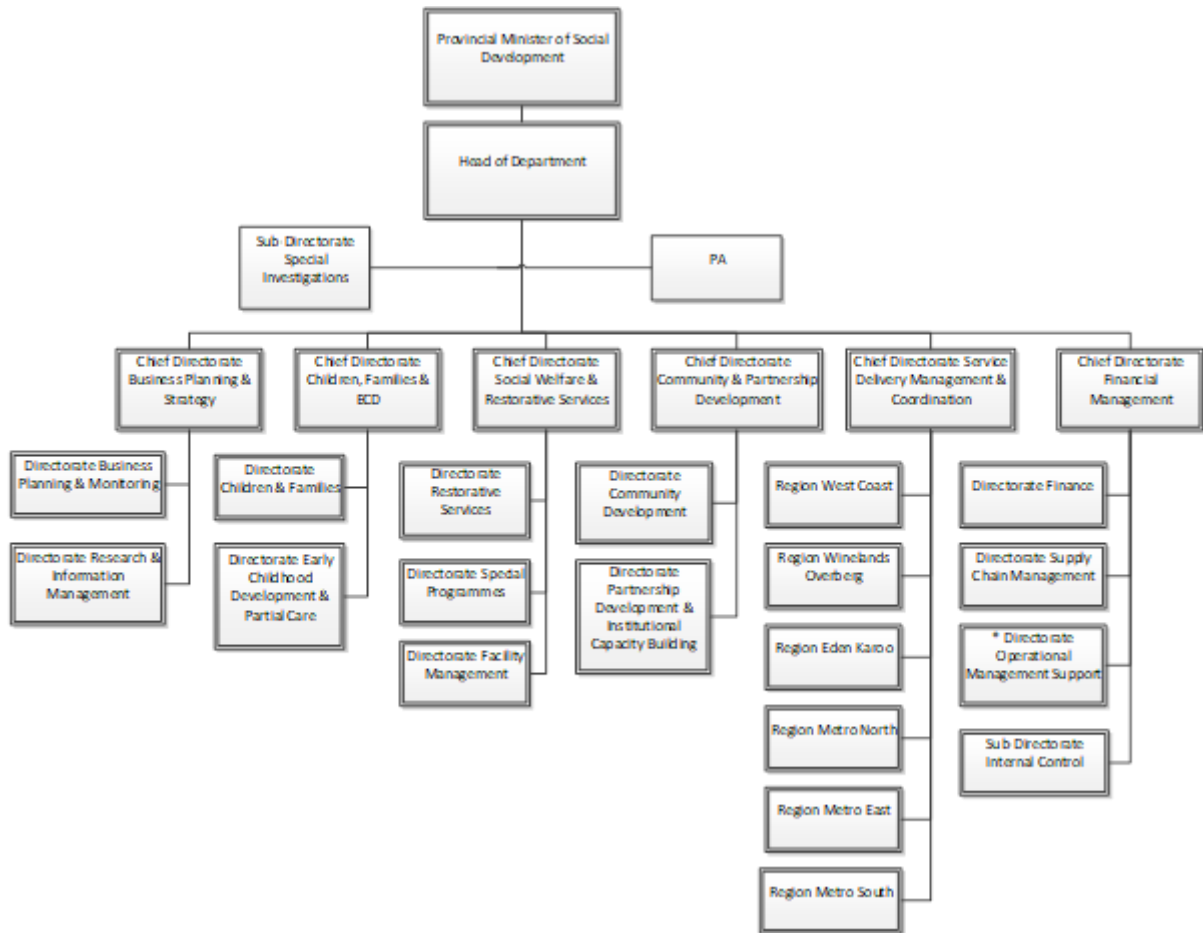 Provincial Minister of Social
Development
Head of Department
Sub-Directorate
Special
Investigations
PA
Chief Directorate
Business Planning &
Strategy
Chief Directorate
Children, Families &
ECD
Chief Directorate
Social Welfare &
Restorative Services
Chief Directorate
Community & Partnership
Development
Chief Directorate Service
Delivery Management &
Coordination
Chief Directorate
Financial
Management
Directorate Business
Planning & Monitoring
Directorate Research &
Information
Management
Directorate
Children & Families
Directorate Early
Childhood
Development &
Partial Care
Directorate
Restorative
Services
Directorate Special
Programmes
Directorate Facility
Management
Directorate
Community
Development
Directorate
Partnership
Development &
Institutional
Capacity Building
Region West Coast
Region Winelands
Overberg
Region Eden Karoo
Region Metro North
Region Metro East
Region Metro South
Directorate Finance
Directorate Supply
Chain Management
* Directorate
Operational
Management Support
Sub Directorate
Internal Control